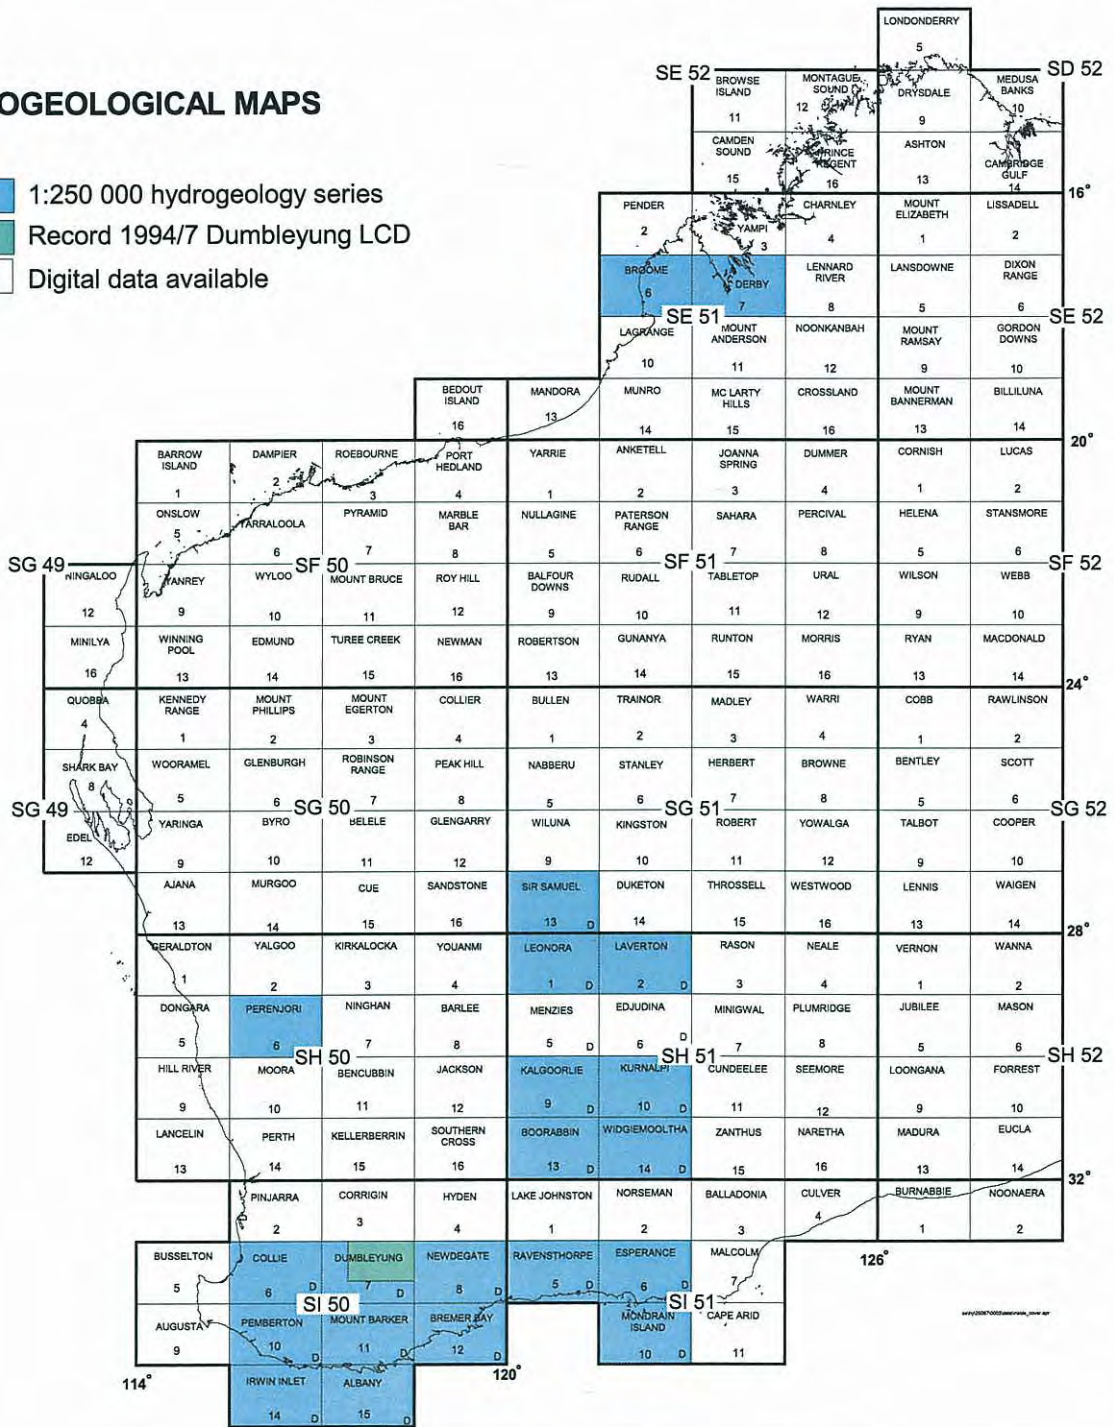 OGEOLOGICAL MAPS
1:250 000 hydrogeology series
Record 1994/7 Dumbleyung LCD
Digital data available
LONDONDERRY
5
SE 52
SD 52
BROWSE ISLAND
11
MONTAGUE SOUND
12
DRYSDALE
9
MEDUSA BANKS
10
CAMDEN SOUND
15
PRINCE REGENT
16
ASHTON
13
CAMBRIDGE GULF
14
16°
PENDER
2
YAMPI
3
CHARNLEY
4
MOUNT ELIZABETH
1
LISSADELL
2
BROOME
6
DERBY
7
LENNARD RIVER
8
LANSDOWNE
5
DIXON RANGE
6
SE 51
SE 52
LAGRANGE
10
MOUNT ANDERSON
11
NOONKANBAH
12
MOUNT RAMSAY
9
GORDON DOWNS
10
BEDOUT ISLAND
16
MANDORA
13
MUNRO
14
MC LARTY HILLS
15
CROSSLAND
16
MOUNT BANNERMAN
13
BILLILUNA
14
20°
BARROW ISLAND
1
DAMPIER
2
ROEBOURNE
3
PORT HEDLAND
4
YARRIE
1
ANKETELL
2
JOANNA SPRING
3
DUMMER
4
CORNISH
1
LUCAS
2
ONSLOW
5
YARRALOOLA
6
PYRAMID
7
MARBLE BAR
8
NULLAGINE
5
PATERSON RANGE
6
SAHARA
7
PERCIVAL
8
HELENA
5
STANSMORE
6
SG 49
SF 50
SF 51
SF 52
NINGALOO
12
YANREY
9
WYLOO
10
MOUNT BRUCE
11
ROY HILL
12
BALFOUR DOWNS
9
RUDALL
10
TABLETOP
11
URAL
12
WILSON
9
WEBB
10
MINILYA
16
WINNING POOL
13
EDMUND
14
TUREE CREEK
15
NEWMAN
16
ROBERTSON
13
GUNANYA
14
RUNTON
15
MORRIS
16
RYAN
13
MACDONALD
14
24°
QUOBBA
4
KENNEDY RANGE
1
MOUNT PHILLIPS
2
MOUNT EGERTON
3
COLLIER
4
BULLEN
1
TRAINOR
2
MADLEY
3
WARRI
4
COBB
1
RAWLINSON
2
SHARK BAY
8
WOORAMEL
5
GLENBURGH
6
ROBINSON RANGE
7
PEAK HILL
8
NABBERU
5
STANLEY
6
HERBERT
7
BROWNE
8
BENTLEY
5
SCOTT
6
SG 49
SG 50
SG 51
SG 52
EDEL
12
YARINGA
9
BYRO
10
BELELE
11
GLENGARRY
12
WILUNA
9
KINGSTON
10
ROBERT
11
YOWALGA
12
TALBOT
9
COOPER
10
AJANA
13
MURGOO
14
CUE
15
SANDSTONE
16
SIR SAMUEL
13 D
DUKETON
14
THROSSELL
15
WESTWOOD
16
LENNIS
13
WAIGEN
14
28°
GERALDTON
1
YALGOO
2
KIRKALOCKA
3
YOUANMI
4
LEONORA
1 D
LAVERTON
2 D
RASON
3
NEALE
4
VERNON
1
WANNA
2
DONGARA
5
PERENJORI
6
NINGHAN
7
BARLEE
8
MENZIES
5 D
EDJUDINA
6 D
MINIGWAL
7
PLUMRIDGE
8
JUBILEE
5
MASON
6
SH 50
SH 51
SH 52
HILL RIVER
9
MOORA
10
BENCUBBIN
11
JACKSON
12
KALGOORLIE
9 D
KURNALPI
10 D
CUNDEELEE
11
SEEMORE
12
LOONGANA
9
FORREST
10
LANCELIN
13
PERTH
14
KELLERBERRIN
15
SOUTHERN CROSS
16
BOORABBIN
13 D
WIDGIEMOOLTHA
14 D
ZANTHUS
15
NARETHA
16
MADURA
13
EUCLA
14
32°
PINJARRA
2
D
CORRIGIN
3
HYDEN
4
LAKE JOHNSTON
1
NORSEMAN
2
BALLADONIA
3
CULVER
4
BURNABBIE
1
NOONAERA
2
BUSSELTON
5
COLLIE
6 D
DUMBLEYUNG
7 D
NEWDEGATE
8 D
RAVENSTHORPE
5 D
ESPERANCE
6 D
MALCOLM
7
126°
SI 50
SI 51
AUGUSTA
9
PEMBERTON
10 D
MOUNT BARKER
11 D
BREMER BAY
12 D
MONDRAIN ISLAND
10 D
CAPE ARID
11
114°
120°
IRWIN INLET
14 D
ALBANY
15 D